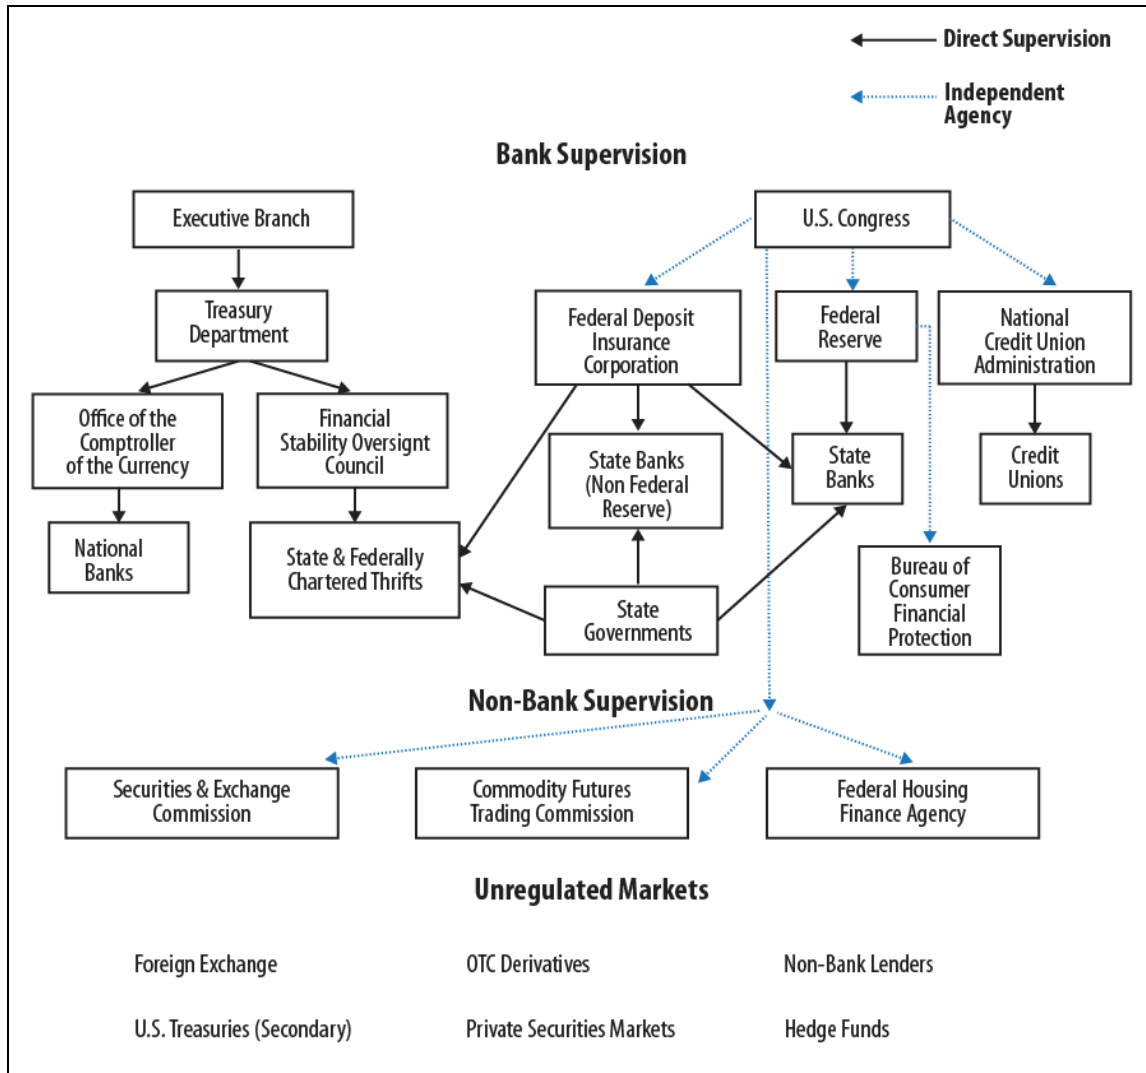 Direct Supervision
Independent
Agency
Bank Supervision
Executive Branch
U.S. Congress
Treasury
Department
Federal Deposit
Insurance
Corporation
Federal
Reserve
National
Credit Union
Administration
Office of the
Comptroller
of the Currency
Financial
Stability Oversignt
Council
State Banks
(Non Federal
Reserve)
State
Banks
Credit
Unions
National
Banks
State & Federally
Chartered Thrifts
State
Governments
Bureau of
Consumer
Financial
Protection
Non-Bank Supervision
Securities & Exchange
Commission
Commodity Futures
Trading Commission
Federal Housing
Finance Agency
Unregulated Markets
Foreign Exchange
OTC Derivatives
Non-Bank Lenders
U.S. Treasuries (Secondary)
Private Securities Markets
Hedge Funds